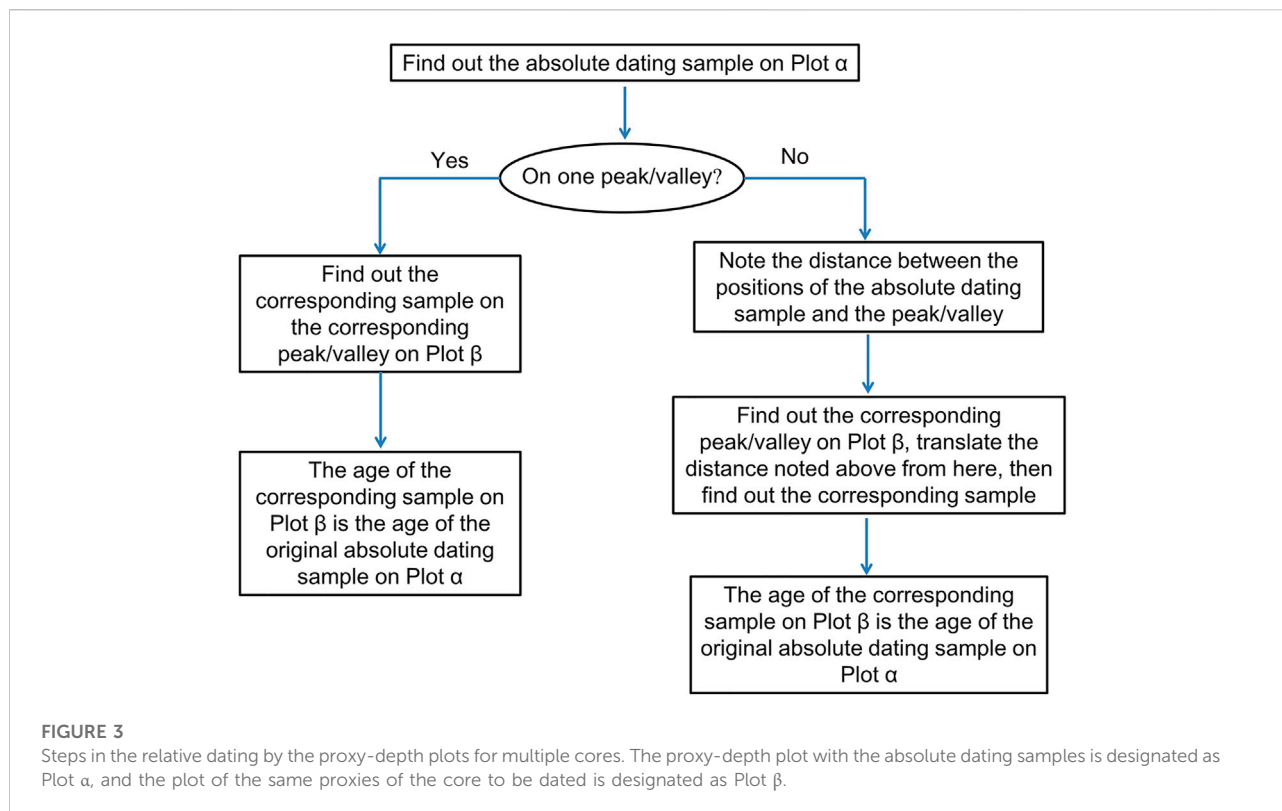 Find out the absolute dating sample on Plot α
Yes
No
On one peak/valley?
Find out the
corresponding sample on
the corresponding
peak/valley on Plot β
The age of the
corresponding sample on
Plot β is the age of the
original absolute dating
sample on Plot α
Note the distance between the
positions of the absolute dating
sample and the peak/valley
Find out the corresponding
peak/valley on Plot β, translate the
distance noted above from here, then
find out the corresponding sample
The age of the corresponding
sample on Plot β is the age of the
original absolute dating sample on
Plot α
FIGURE 3
Steps in the relative dating by the proxy-depth plots for multiple cores. The proxy-depth plot with the absolute dating samples is designated as
Plot α, and the plot of the same proxies of the core to be dated is designated as Plot β.